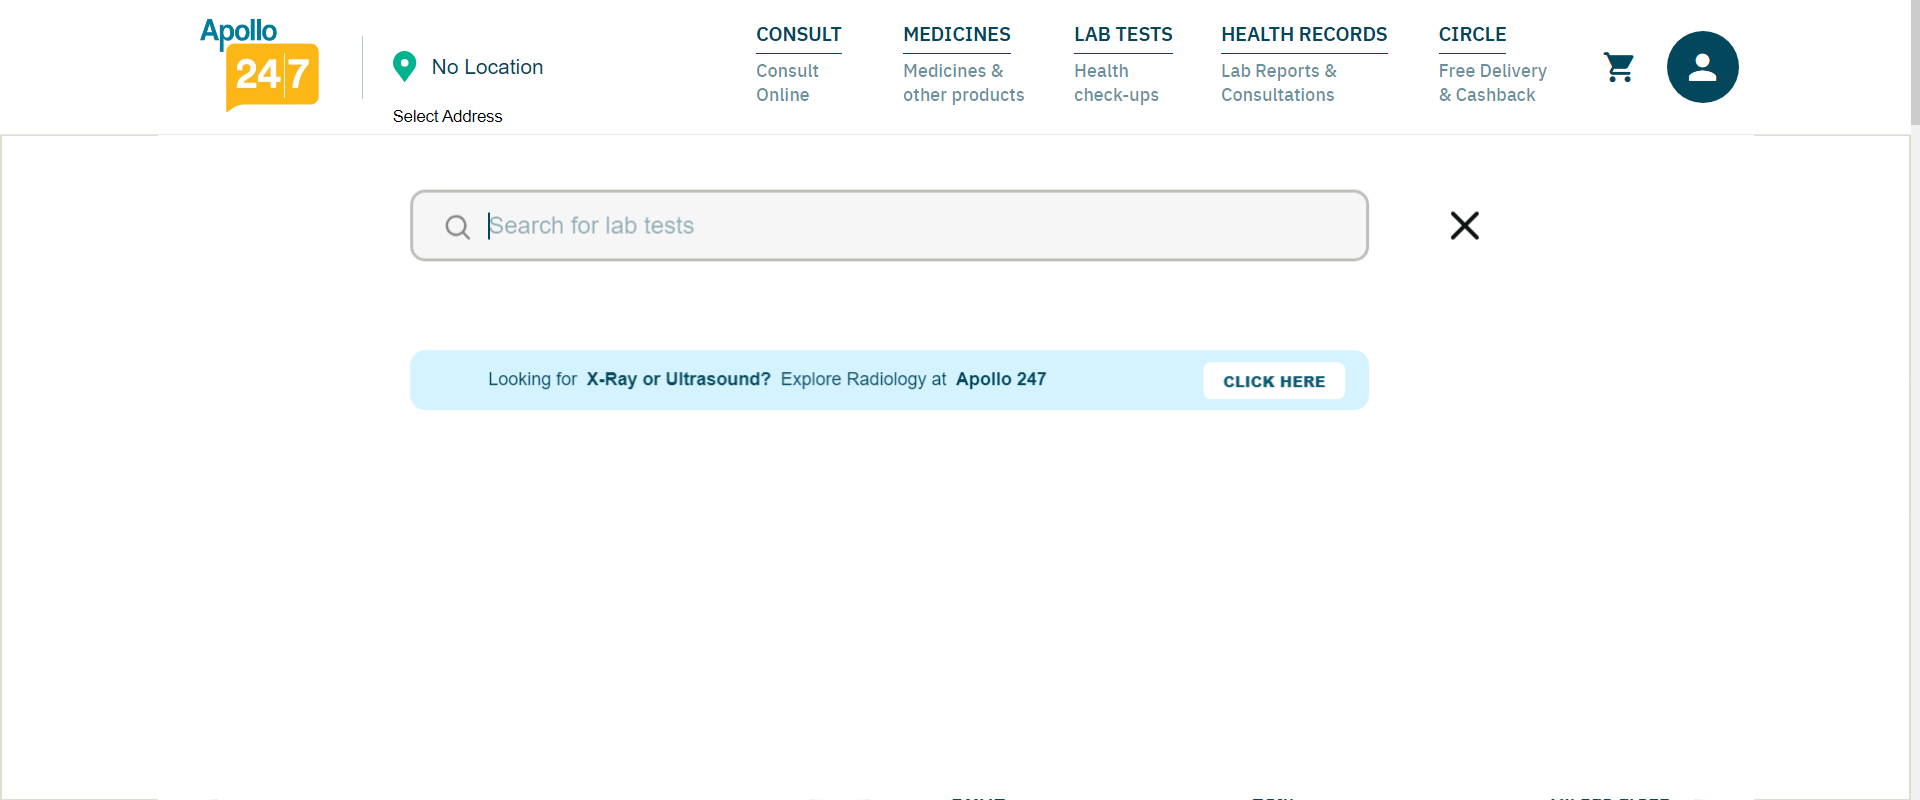 Apollo
24|7
No Location
Select Address
CONSULT
Consult
Online
MEDICINES
Medicines &
other products
LAB TESTS
Health
check-ups
HEALTH RECORDS
Lab Reports &
Consultations
CIRCLE
Free Delivery
& Cashback
Search for lab tests
Looking for X-Ray or Ultrasound? Explore Radiology at Apollo 247
CLICK HERE